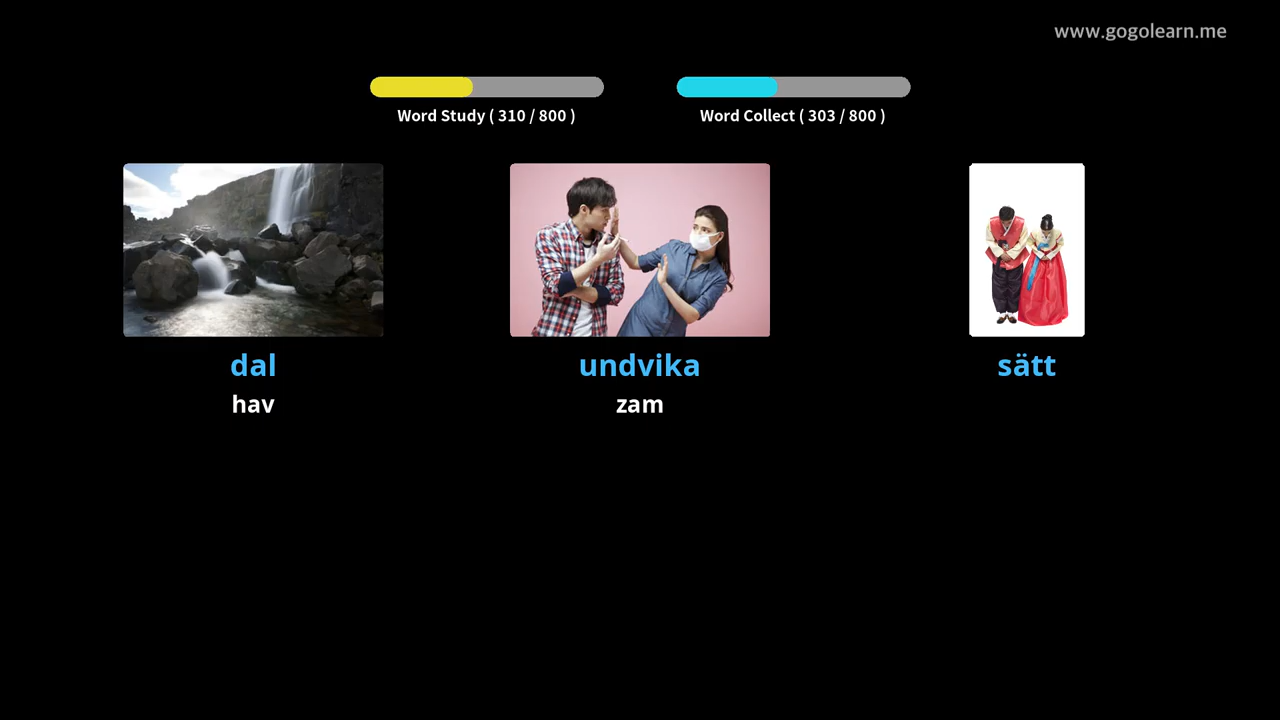 www.gogolearn.me
Word Study ( 310 / 800 )
Word Collect ( 303 / 800 )
dal
hav
undvika
zam
sätt